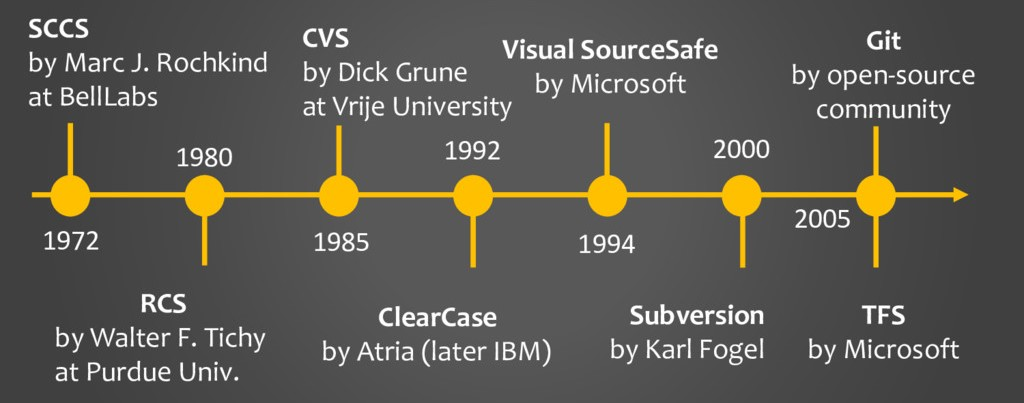 SCCS
by Marc J. Rochkind
at BellLabs
1972
1980
RCS
by Walter F. Tichy
at Purdue Univ.
CVS
by Dick Grune
at Vrije University
1985
1992
ClearCase
by Atria (later IBM)
Visual SourceSafe
by Microsoft
1994
2000
Subversion
by Karl Fogel
Git
by open-source
community
2005
TFS
by Microsoft